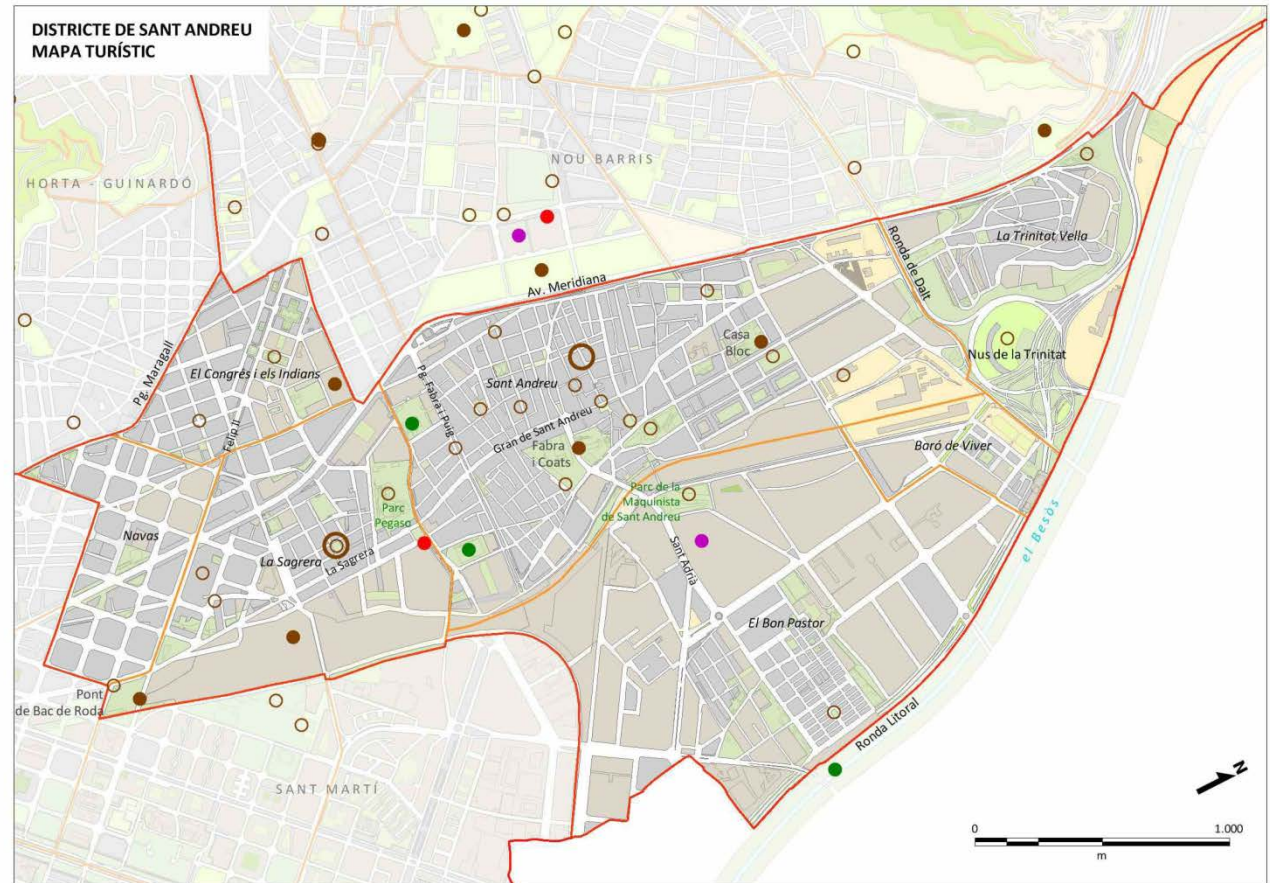 DISTRICTE DE SANT ANDREU
MAPA TURÍSTIC
NOU BARRIS
HORTA - GUINARDÓ
La Trinitat Vella
Ronda de Dalt
Av. Meridiana
Casa
Bloc
Nus de la Trinitat
Pg. Maragall
El Congrés i els Indians
Sant Andreu
Pg. Fabra i Puig
Gran de Sant Andreu
Felip II
Fabra
i Coats
Baró de Viver
Parc de la
Maquinista
de Sant Andreu
Parc
Pegaso
Navas
La Sagrera
La Sagrera
Sant Adrià
el Besòs
El Bon Pastor
Pont
de Bac de Roda
Ronda Litoral
SANT MARTÍ
N
0
1.000
m